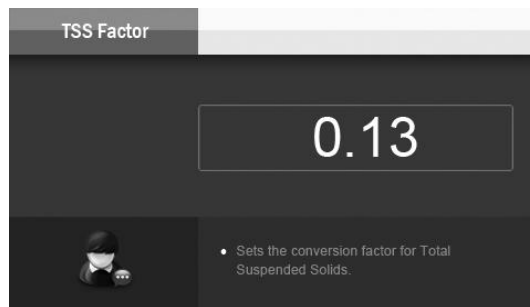 TSS Factor
0.13
• Sets the conversion factor for Total
Suspended Solids.